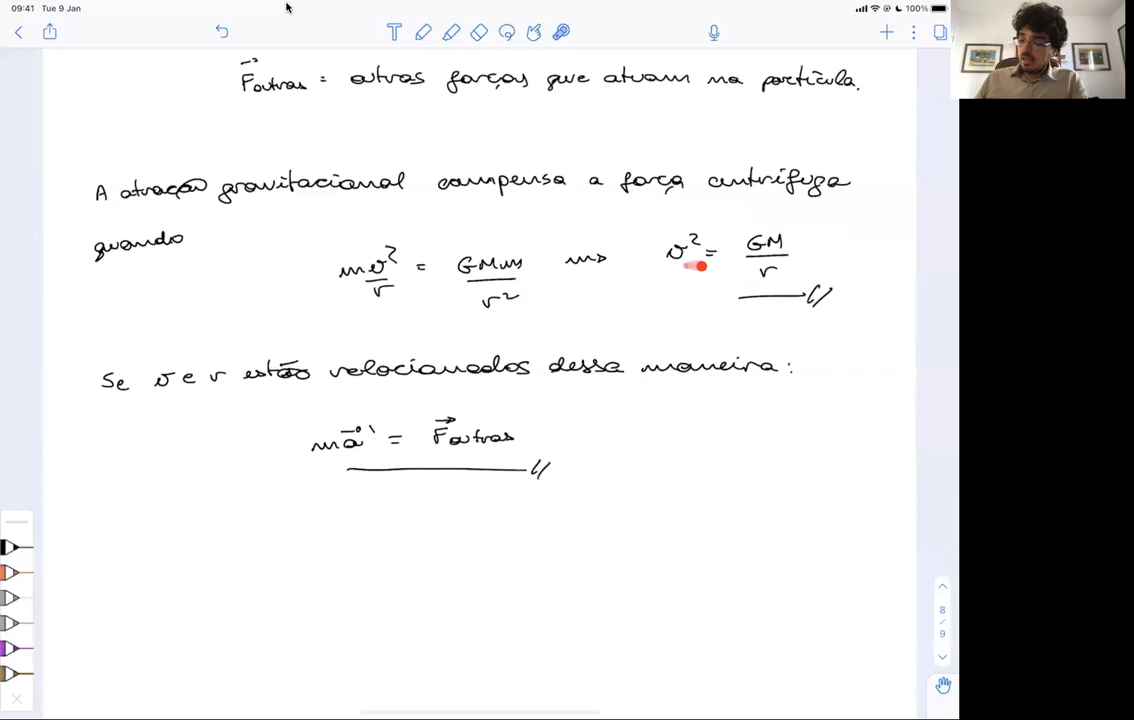 09:41 Tue 9 Jan
100%
F⃗outras = outras forças que atuam na partícula.
A atração gravitacional compensa a força centrífuga
quando
mv²/r = GMm/r² ⇒ v² = GM/r //
Se v e r estão relacionados dessa maneira:
ma⃗' = F⃗outras //
8
/
9